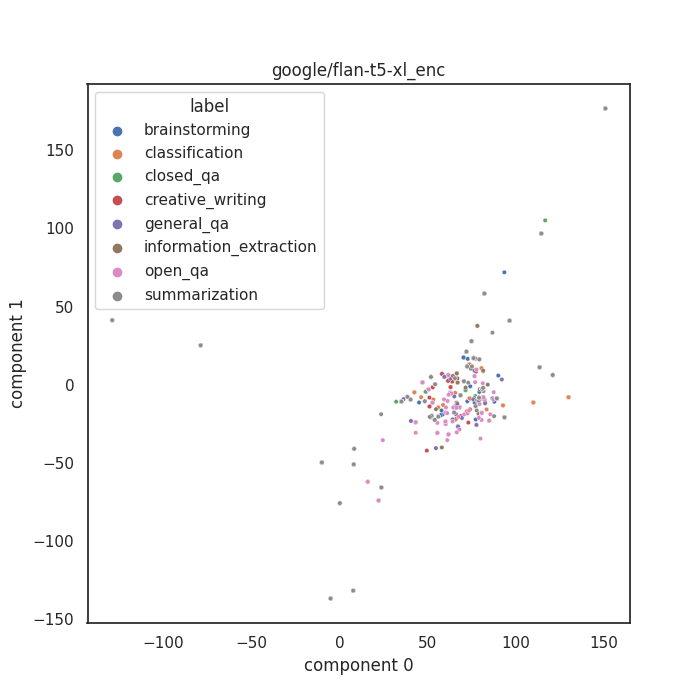 google/flan-t5-xl_enc
label
brainstorming
classification
closed_qa
creative_writing
general_qa
information_extraction
open_qa
summarization
150
100
50
0
−50
−100
−150
component 1
−100 −50 0 50 100 150
component 0